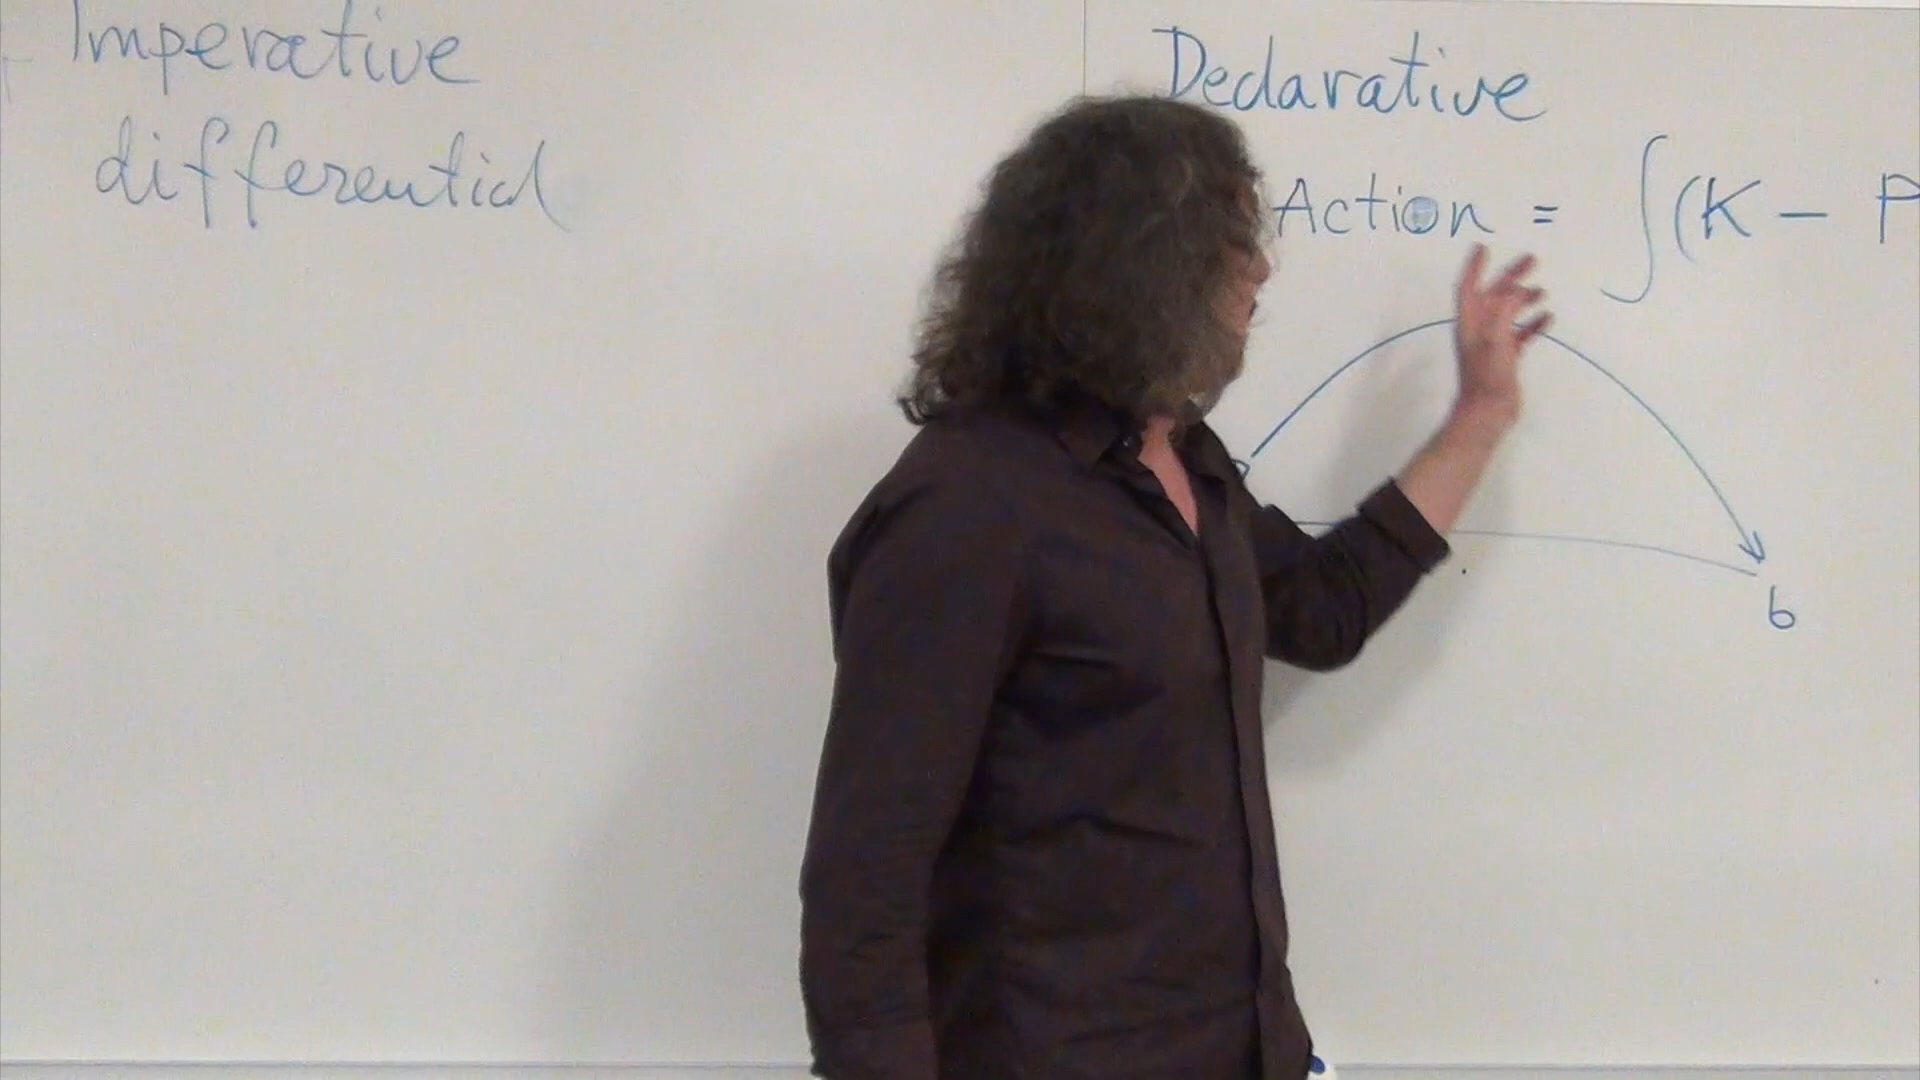 Imperative
differential
Declarative
Action = ∫(K - P
b